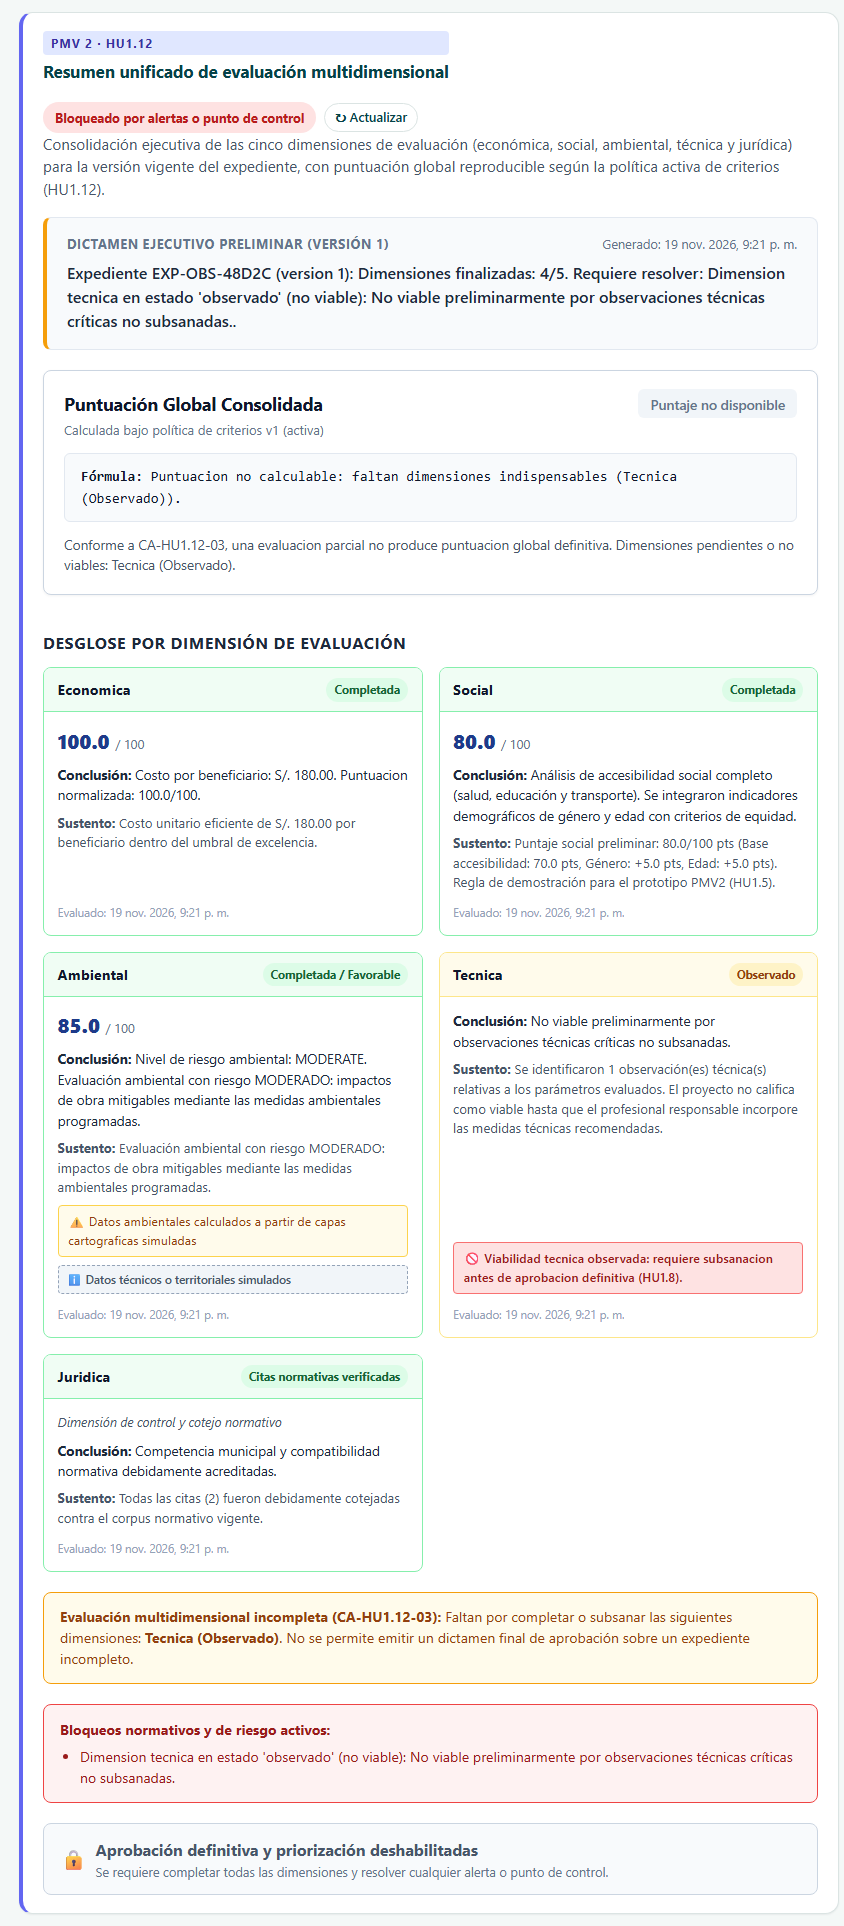 PMV 2 · HU1.12
Resumen unificado de evaluación multidimensional
Bloqueado por alertas o punto de control
↻ Actualizar
Consolidación ejecutiva de las cinco dimensiones de evaluación (económica, social, ambiental, técnica y jurídica)
para la versión vigente del expediente, con puntuación global reproducible según la política activa de criterios
(HU1.12).
DICTAMEN EJECUTIVO PRELIMINAR (VERSIÓN 1)
Generado: 19 nov. 2026, 9:21 p. m.
Expediente EXP-OBS-48D2C (version 1): Dimensiones finalizadas: 4/5. Requiere resolver: Dimension
tecnica en estado 'observado' (no viable): No viable preliminarmente por observaciones técnicas
críticas no subsanadas..
Puntuación Global Consolidada
Puntaje no disponible
Calculada bajo política de criterios v1 (activa)
Fórmula: Puntuacion no calculable: faltan dimensiones indispensables (Tecnica
(Observado)).
Conforme a CA-HU1.12-03, una evaluacion parcial no produce puntuacion global definitiva. Dimensiones pendientes o no
viables: Tecnica (Observado).
DESGLOSE POR DIMENSIÓN DE EVALUACIÓN
Economica
Completada
100.0 / 100
Conclusión: Costo por beneficiario: S/. 180.00. Puntuacion
normalizada: 100.0/100.
Sustento: Costo unitario eficiente de S/. 180.00 por
beneficiario dentro del umbral de excelencia.
Evaluado: 19 nov. 2026, 9:21 p. m.
Social
Completada
80.0 / 100
Conclusión: Análisis de accesibilidad social completo
(salud, educación y transporte). Se integraron indicadores
demográficos de género y edad con criterios de equidad.
Sustento: Puntaje social preliminar: 80.0/100 pts (Base
accesibilidad: 70.0 pts, Género: +5.0 pts, Edad: +5.0 pts).
Regla de demostración para el prototipo PMV2 (HU1.5).
Evaluado: 19 nov. 2026, 9:21 p. m.
Ambiental
Completada / Favorable
85.0 / 100
Conclusión: Nivel de riesgo ambiental: MODERATE.
Evaluación ambiental con riesgo MODERADO: impactos
de obra mitigables mediante las medidas ambientales
programadas.
Sustento: Evaluación ambiental con riesgo MODERADO:
impactos de obra mitigables mediante las medidas
ambientales programadas.
⚠️ Datos ambientales calculados a partir de capas
cartograficas simuladas
ℹ️ Datos técnicos o territoriales simulados
Evaluado: 19 nov. 2026, 9:21 p. m.
Tecnica
Observado
Conclusión: No viable preliminarmente por
observaciones técnicas críticas no subsanadas.
Sustento: Se identificaron 1 observación(es) técnica(s)
relativas a los parámetros evaluados. El proyecto no califica
como viable hasta que el profesional responsable incorpore
las medidas técnicas recomendadas.
🚫 Viabilidad tecnica observada: requiere subsanacion
antes de aprobacion definitiva (HU1.8).
Evaluado: 19 nov. 2026, 9:21 p. m.
Juridica
Citas normativas verificadas
Dimensión de control y cotejo normativo
Conclusión: Competencia municipal y compatibilidad
normativa debidamente acreditadas.
Sustento: Todas las citas (2) fueron debidamente cotejadas
contra el corpus normativo vigente.
Evaluado: 19 nov. 2026, 9:21 p. m.
Evaluación multidimensional incompleta (CA-HU1.12-03): Faltan por completar o subsanar las siguientes
dimensiones: Tecnica (Observado). No se permite emitir un dictamen final de aprobación sobre un expediente
incompleto.
Bloqueos normativos y de riesgo activos:
• Dimension tecnica en estado 'observado' (no viable): No viable preliminarmente por observaciones técnicas críticas
no subsanadas.
🔒 Aprobación definitiva y priorización deshabilitadas
Se requiere completar todas las dimensiones y resolver cualquier alerta o punto de control.